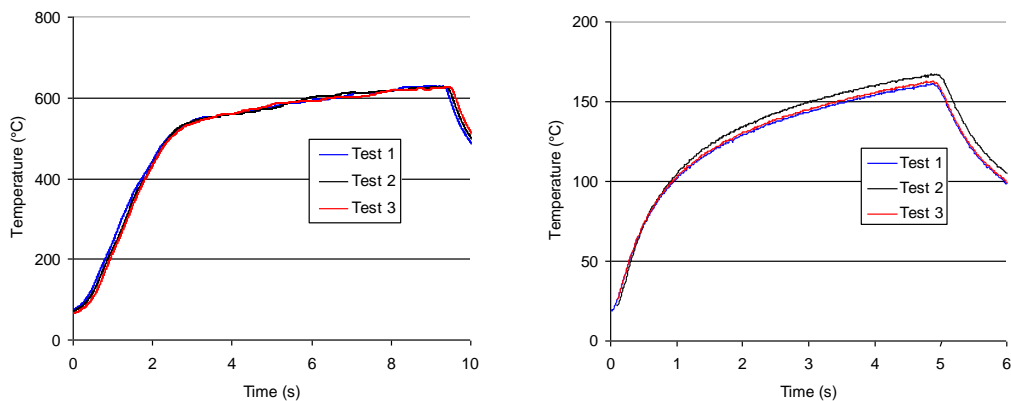 800
600
400
200
0
Temperature (°C)
0 2 4 6 8 10
Time (s)
Test 1
Test 2
Test 3
200
150
100
50
0
Temperature (°C)
0 1 2 3 4 5 6
Time (s)
Test 1
Test 2
Test 3